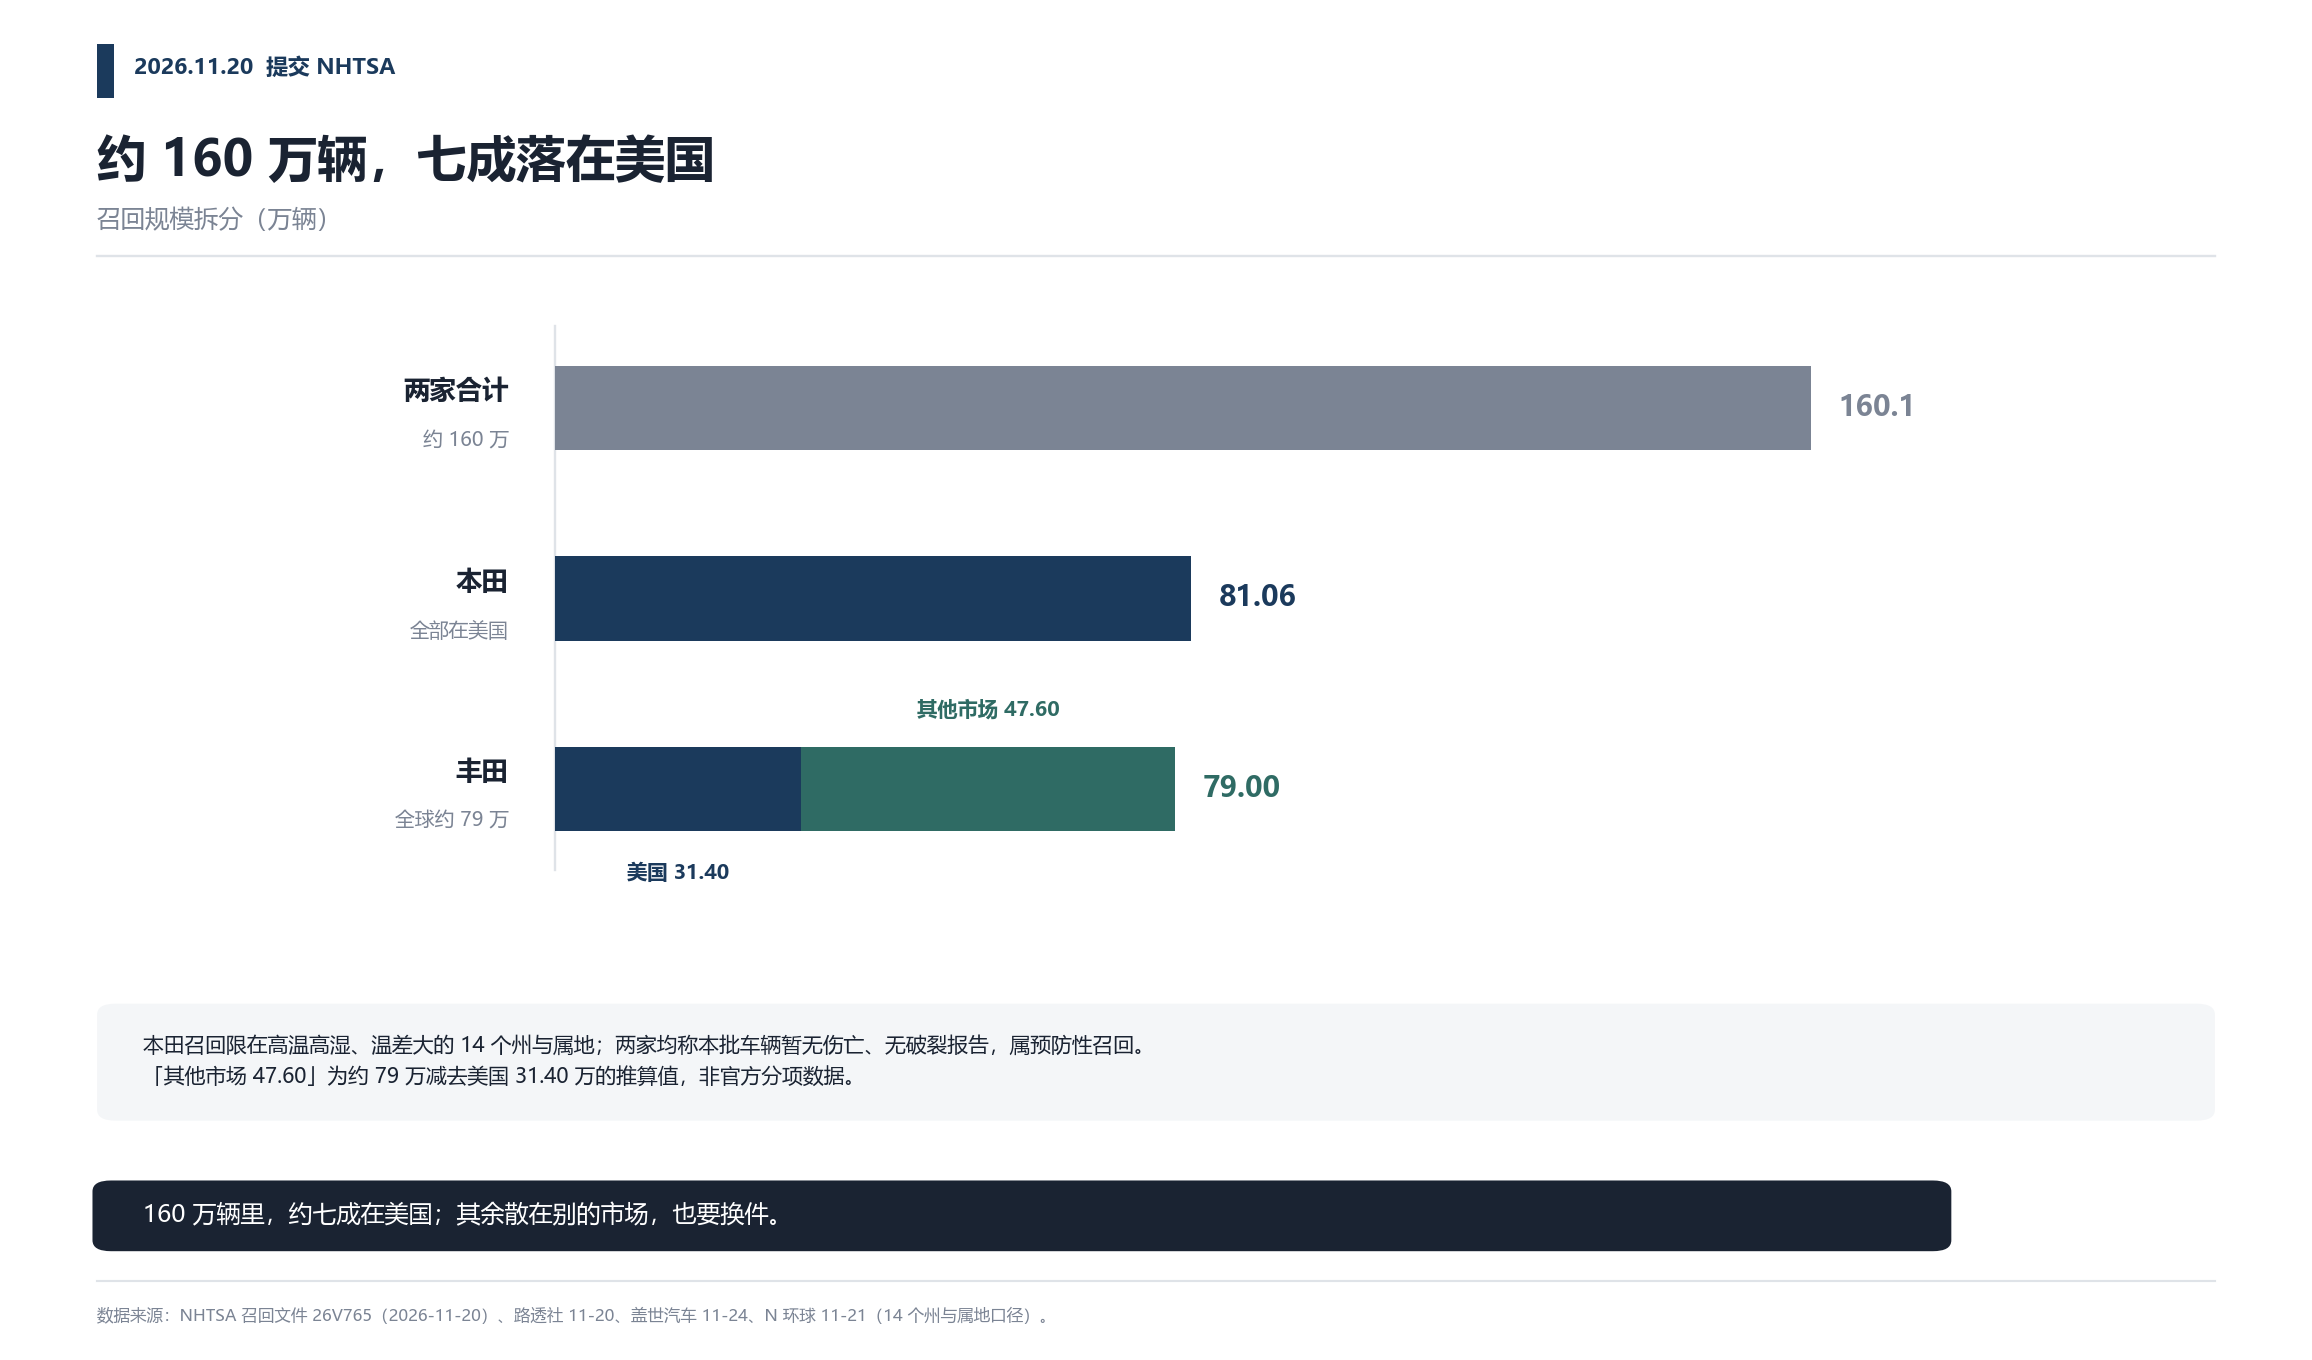 2026.11.20 提交 NHTSA
约 160 万辆，七成落在美国
召回规模拆分（万辆）
两家合计
约 160 万
160.1
本田
全部在美国
81.06
其他市场 47.60
丰田
全球约 79 万
79.00
美国 31.40
本田召回限在高温高湿、温差大的 14 个州与属地；两家均称本批车辆暂无伤亡、无破裂报告，属预防性召回。
「其他市场 47.60」为约 79 万减去美国 31.40 万的推算值，非官方分项数据。
160 万辆里，约七成在美国；其余散在别的市场，也要换件。
数据来源：NHTSA 召回文件 26V765（2026-11-20）、路透社 11-20、盖世汽车 11-24、N 环球 11-21（14 个州与属地口径）。